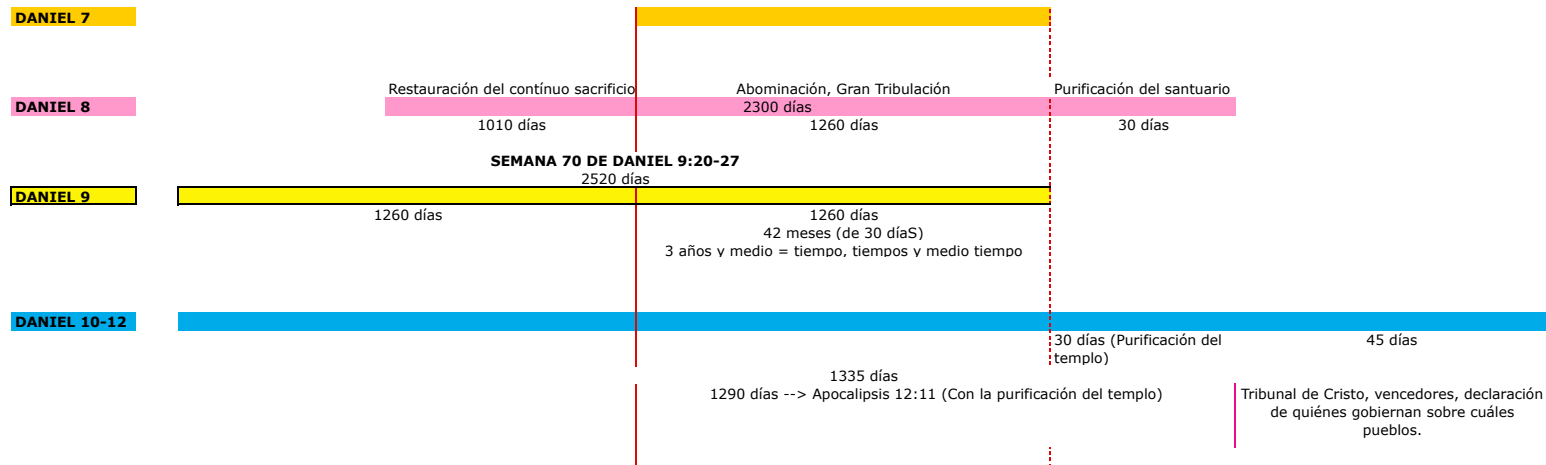 DANIEL 7
Restauración del contínuo sacrificio
Abominación, Gran Tribulación
Purificación del santuario
DANIEL 8
2300 días
1010 días
1260 días
30 días
SEMANA 70 DE DANIEL 9:20-27
2520 días
DANIEL 9
1260 días
1260 días
42 meses (de 30 díaS)
3 años y medio = tiempo, tiempos y medio tiempo
DANIEL 10-12
30 días (Purificación del
templo)
45 días
1335 días
1290 días --> Apocalipsis 12:11 (Con la purificación del templo)
Tribunal de Cristo, vencedores, declaración
de quiénes gobiernan sobre cuáles
pueblos.